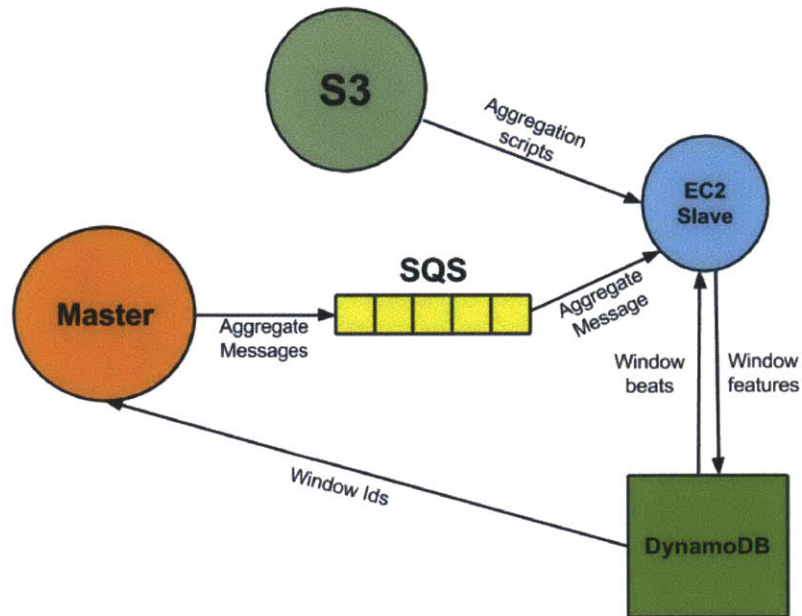 S3
Aggregation
scripts
EC2
Slave
SQS
Master
Aggregate
Messages
Aggregate
Message
Window
beats
Window
features
Window Ids
DynamoDB